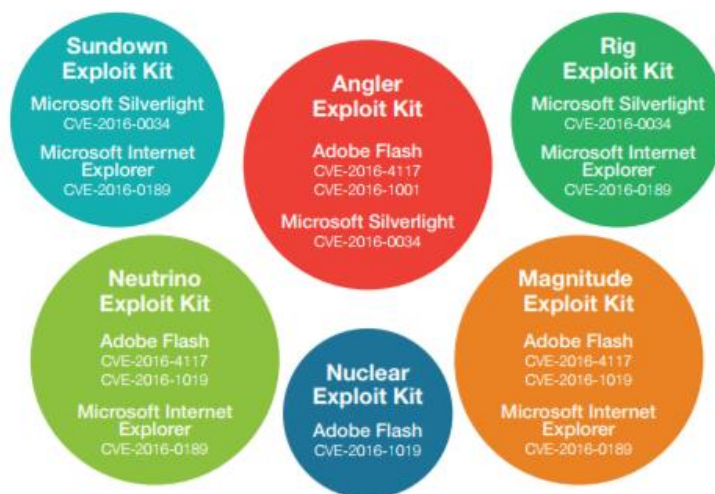 Sundown
Exploit Kit
Microsoft Silverlight
CVE-2016-0034
Microsoft Internet
Explorer
CVE-2016-0189
Angler
Exploit Kit
Adobe Flash
CVE-2016-4117
CVE-2016-1001
Microsoft Silverlight
CVE-2016-0034
Rig
Exploit Kit
Microsoft Silverlight
CVE-2016-0034
Microsoft Internet
Explorer
CVE-2016-0189
Neutrino
Exploit Kit
Adobe Flash
CVE-2016-4117
CVE-2016-1019
Microsoft Internet
Explorer
CVE-2016-0189
Nuclear
Exploit Kit
Adobe Flash
CVE-2016-1019
Magnitude
Exploit Kit
Adobe Flash
CVE-2016-4117
CVE-2016-1019
Microsoft Internet
Explorer
CVE-2016-0189